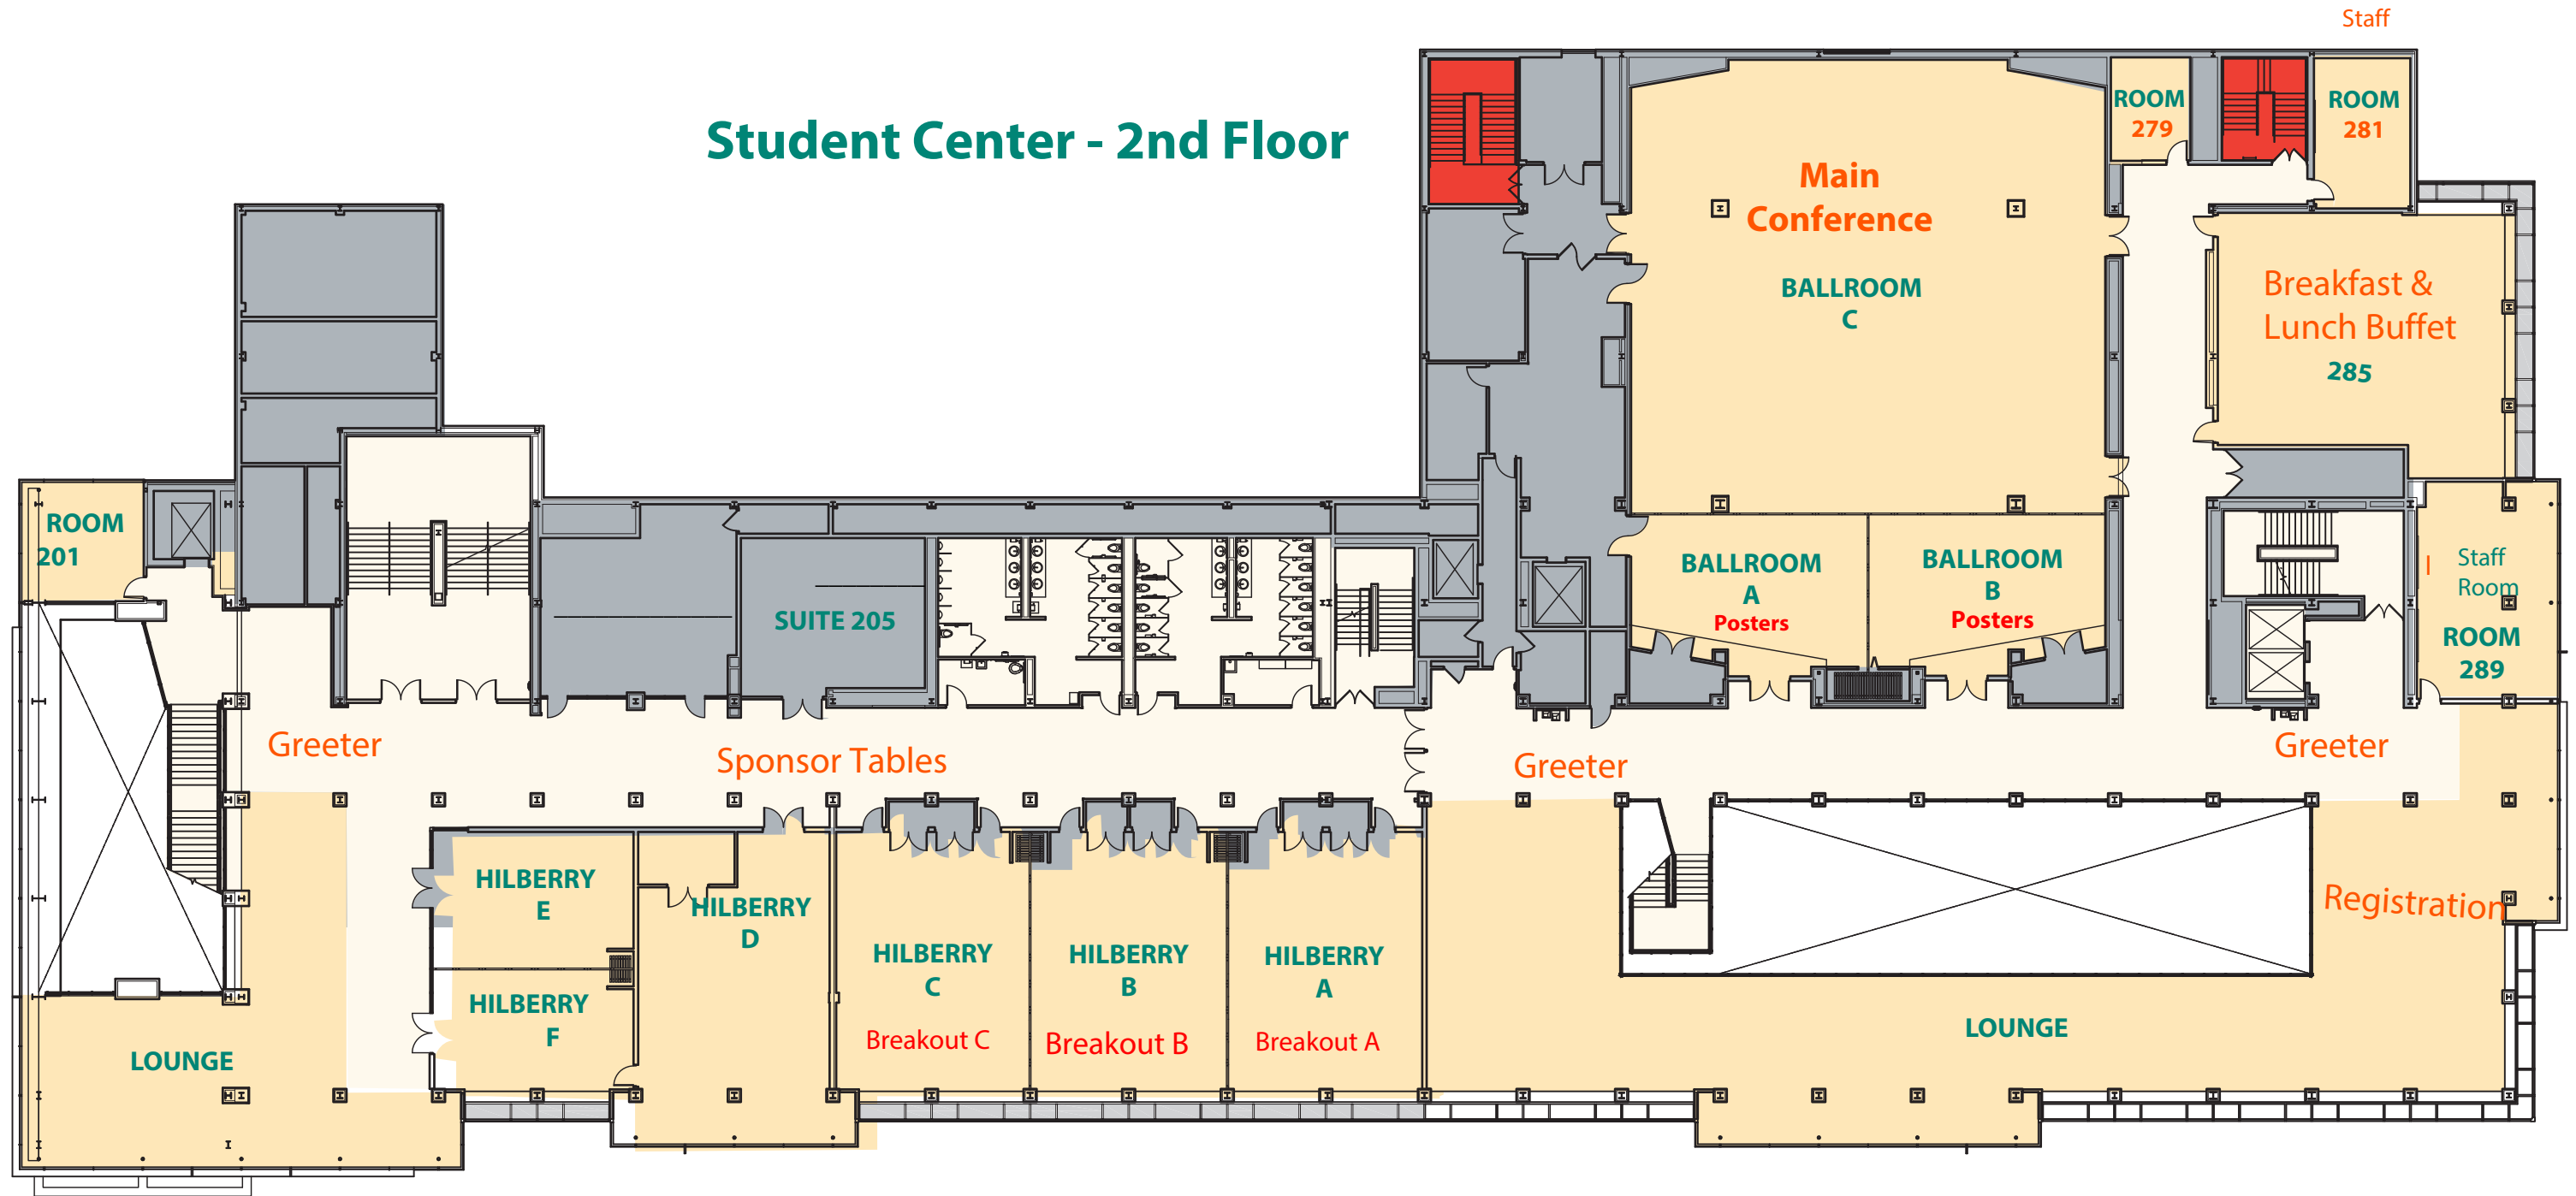 Staff
Student Center - 2nd Floor
ROOM
279
ROOM
281
Main
Conference
BALLROOM
C
Breakfast &
Lunch Buffet
285
ROOM
201
SUITE 205
BALLROOM
A
Posters
BALLROOM
B
Posters
Staff
Room
ROOM
289
Greeter
Sponsor Tables
Greeter
Greeter
HILBERRY
E
HILBERRY
D
HILBERRY
F
HILBERRY
C
Breakout C
HILBERRY
B
Breakout B
HILBERRY
A
Breakout A
Registration
LOUNGE
LOUNGE